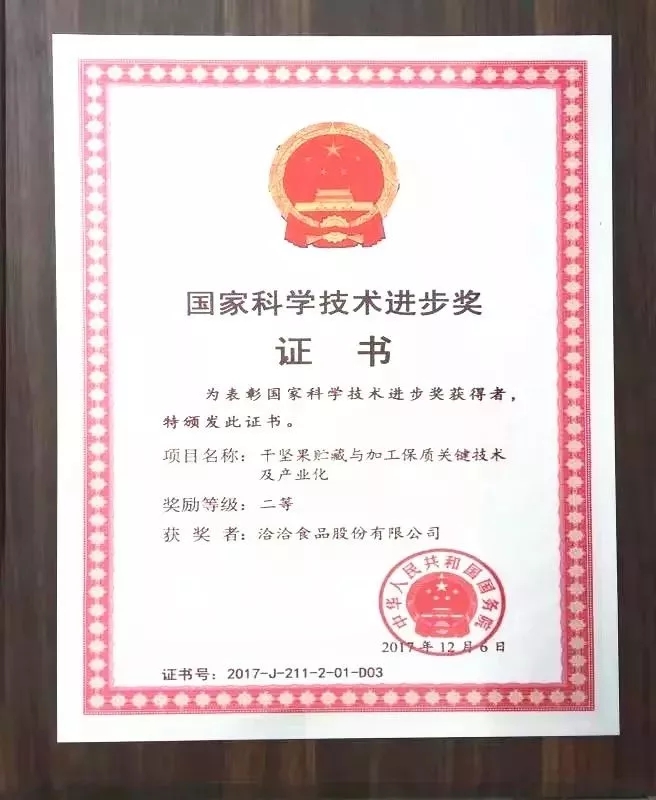 国家科学技术进步奖
证 书
为表彰国家科学技术进步奖获得者，
特颁发此证书。
项目名称：干坚果贮藏与加工保质关键技术
及产业化
奖励等级：二等
获 奖 者：洽洽食品股份有限公司
中华人民共和国国务院
2017年12月6日
证书号：2017-J-211-2-01-D03